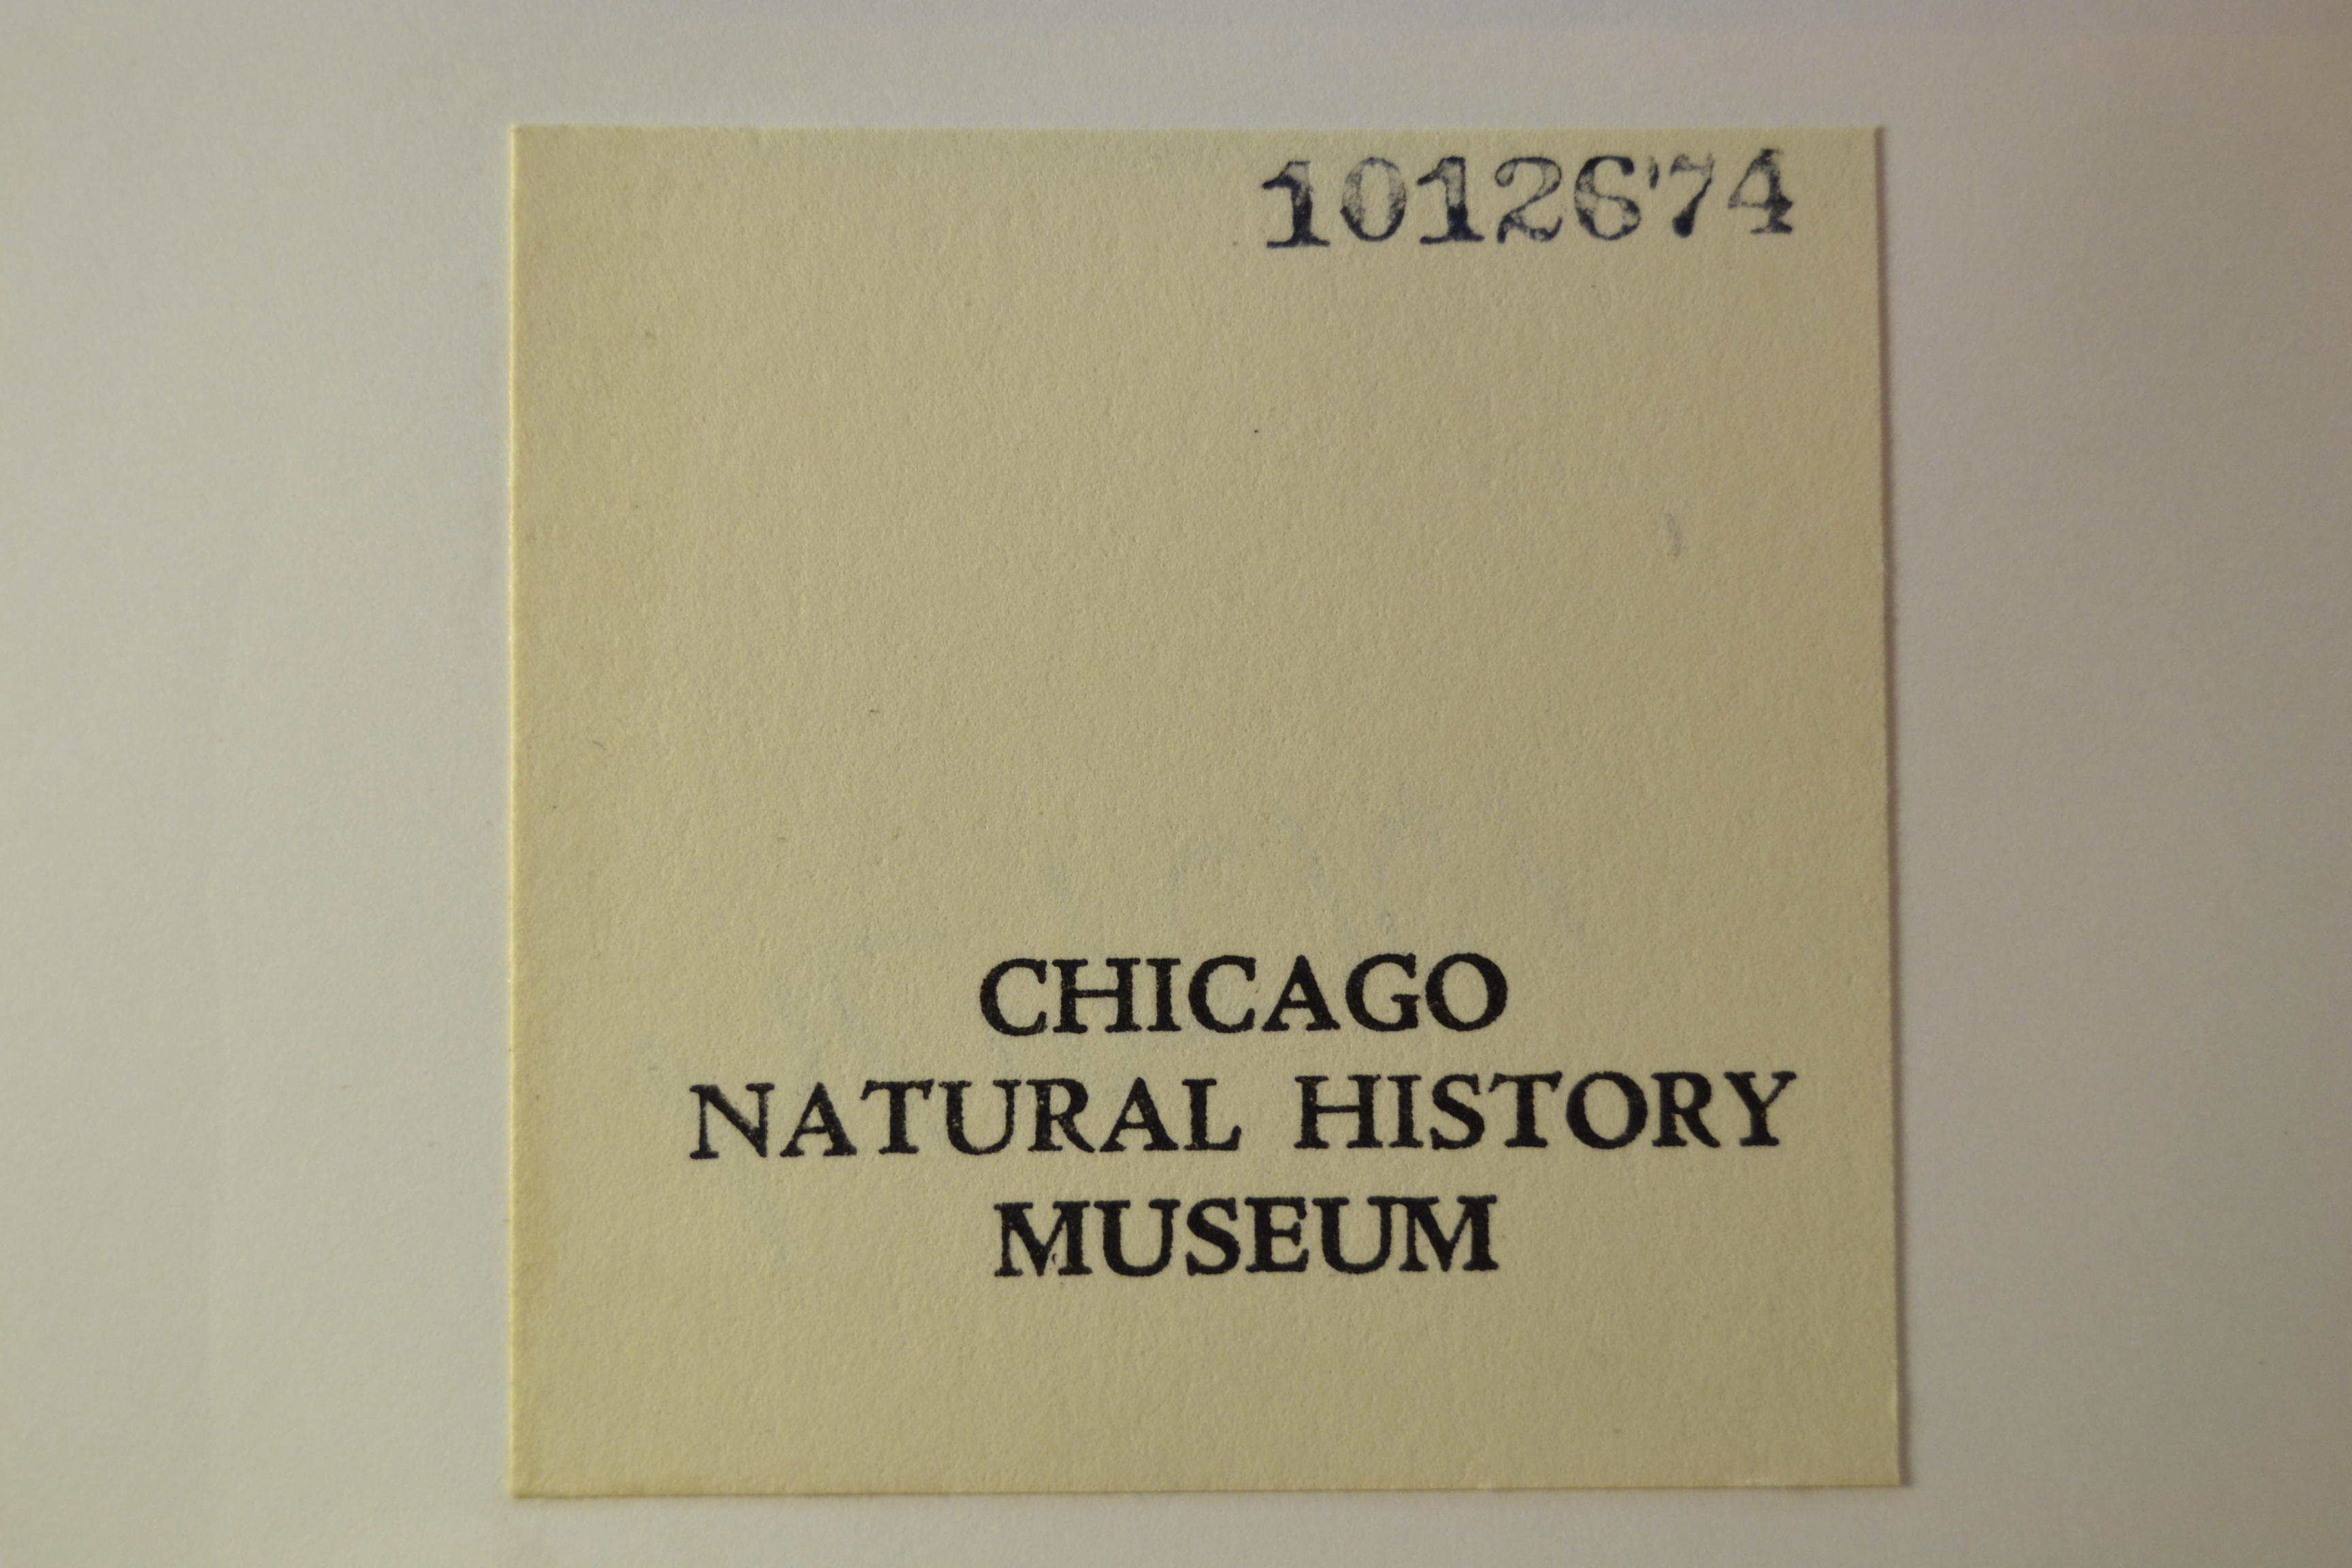 1012674
CHICAGO
NATURAL HISTORY
MUSEUM